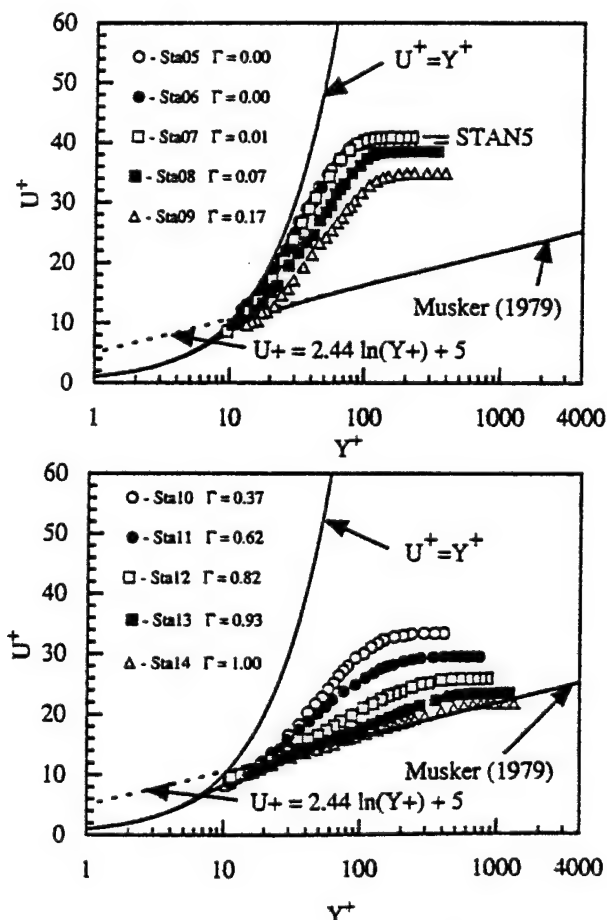 60
50
40
30
20
10
0
U⁺
○ - Sta05 Γ = 0.00
● - Sta06 Γ = 0.00
□ - Sta07 Γ = 0.01
■ - Sta08 Γ = 0.07
△ - Sta09 Γ = 0.17
U⁺=Y⁺
STAN5
Musker (1979)
U+ = 2.44 ln(Y+) + 5
1 10 100 1000 4000
Y⁺
60
50
40
30
20
10
0
U⁺
○ - Sta10 Γ = 0.37
● - Sta11 Γ = 0.62
□ - Sta12 Γ = 0.82
■ - Sta13 Γ = 0.93
△ - Sta14 Γ = 1.00
U⁺=Y⁺
Musker (1979)
U+ = 2.44 ln(Y+) + 5
1 10 100 1000 4000
Y⁺